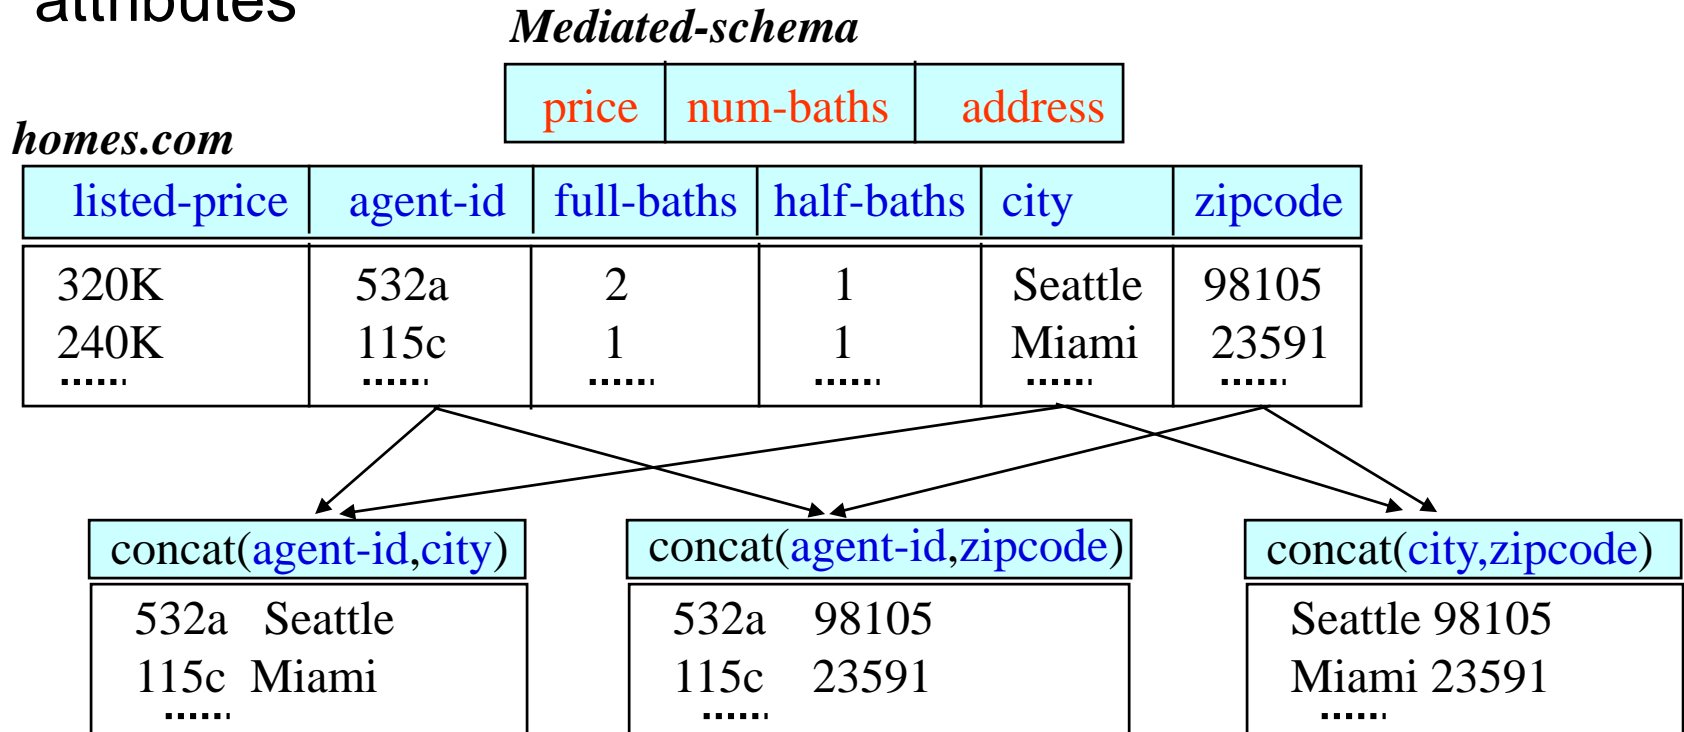 attributes
Mediated-schema
price num-baths address
homes.com
listed-price agent-id full-baths half-baths city zipcode
320K 532a 2 1 Seattle 98105
240K 115c 1 1 Miami 23591
...... ...... ...... ...... ...... ......
concat(agent-id,city) concat(agent-id,zipcode) concat(city,zipcode)
532a Seattle 532a 98105 Seattle 98105
115c Miami 115c 23591 Miami 23591
...... ...... ......